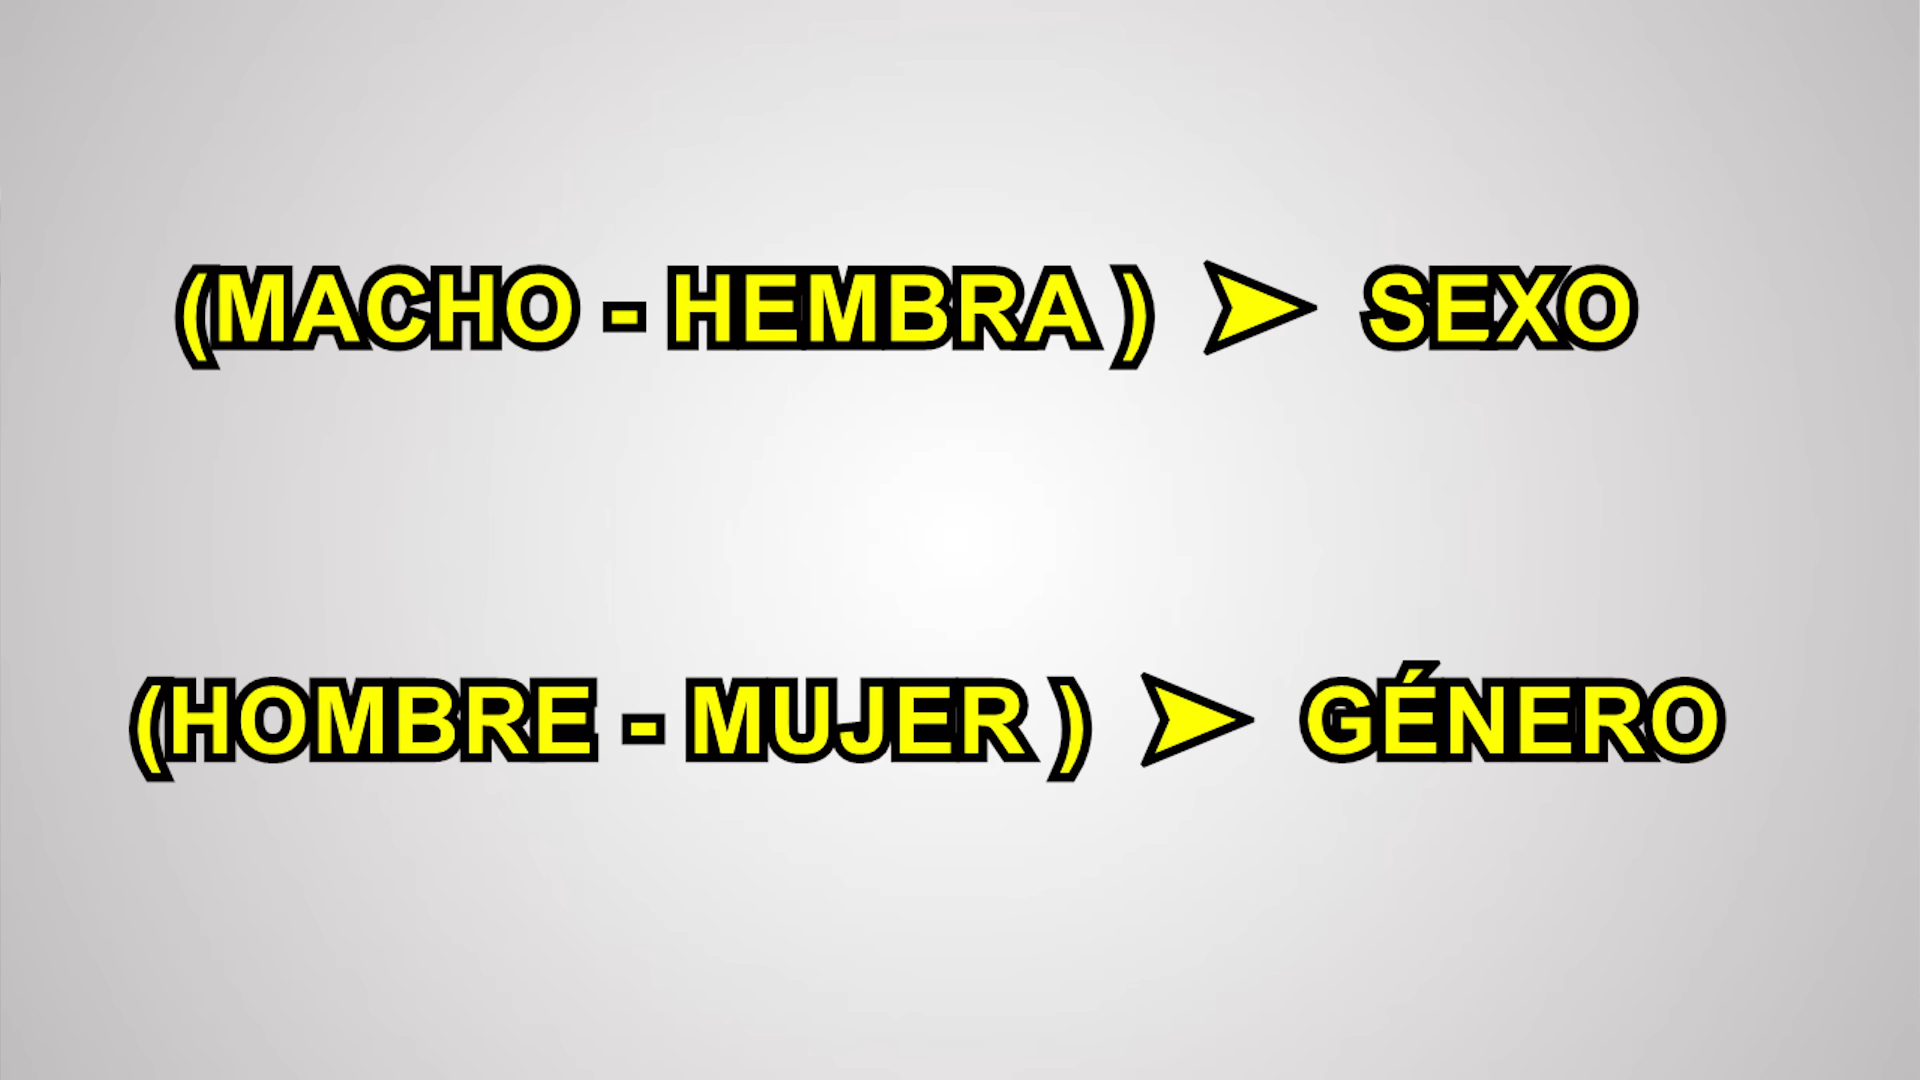 (MACHO - HEMBRA ) ➤ SEXO
(HOMBRE - MUJER ) ➤ GÉNERO